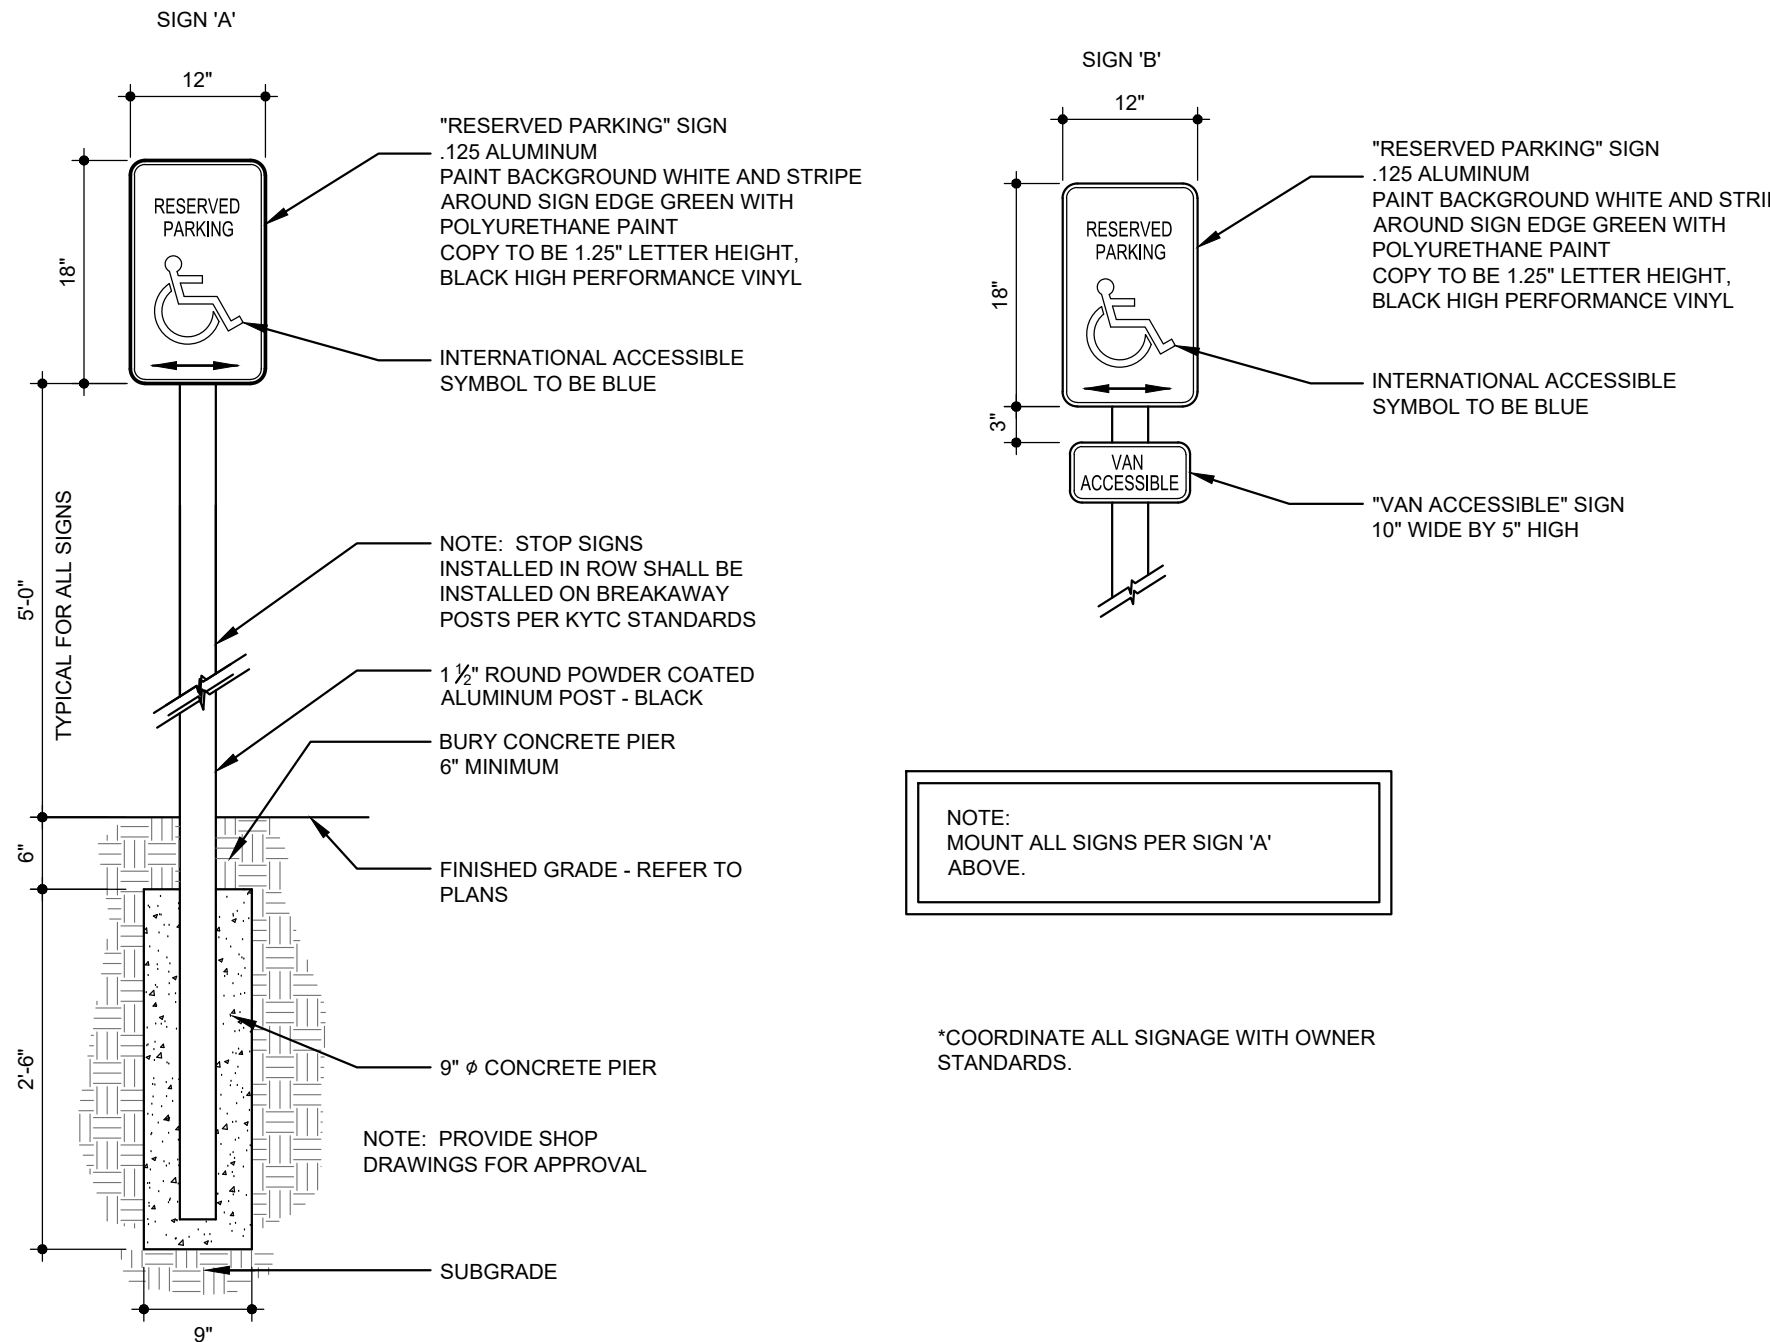 SIGN 'A'
12"
18"
RESERVED
PARKING
"RESERVED PARKING" SIGN
.125 ALUMINUM
PAINT BACKGROUND WHITE AND STRIPE
AROUND SIGN EDGE GREEN WITH
POLYURETHANE PAINT
COPY TO BE 1.25" LETTER HEIGHT,
BLACK HIGH PERFORMANCE VINYL
INTERNATIONAL ACCESSIBLE
SYMBOL TO BE BLUE
5'-0"
TYPICAL FOR ALL SIGNS
NOTE: STOP SIGNS
INSTALLED IN ROW SHALL BE
INSTALLED ON BREAKAWAY
POSTS PER KYTC STANDARDS
1 ½" ROUND POWDER COATED
ALUMINUM POST - BLACK
BURY CONCRETE PIER
6" MINIMUM
6"
FINISHED GRADE - REFER TO
PLANS
2'-6"
9" ⌀ CONCRETE PIER
NOTE: PROVIDE SHOP
DRAWINGS FOR APPROVAL
SUBGRADE
9"
SIGN 'B'
12"
18"
RESERVED
PARKING
"RESERVED PARKING" SIGN
.125 ALUMINUM
PAINT BACKGROUND WHITE AND
AROUND SIGN EDGE GREEN WITH
POLYURETHANE PAINT
COPY TO BE 1.25" LETTER HEIGHT,
BLACK HIGH PERFORMANCE VINYL
INTERNATIONAL ACCESSIBLE
SYMBOL TO BE BLUE
3"
VAN
ACCESSIBLE
"VAN ACCESSIBLE" SIGN
10" WIDE BY 5" HIGH
NOTE:
MOUNT ALL SIGNS PER SIGN 'A'
ABOVE.
*COORDINATE ALL SIGNAGE WITH OWNER
STANDARDS.